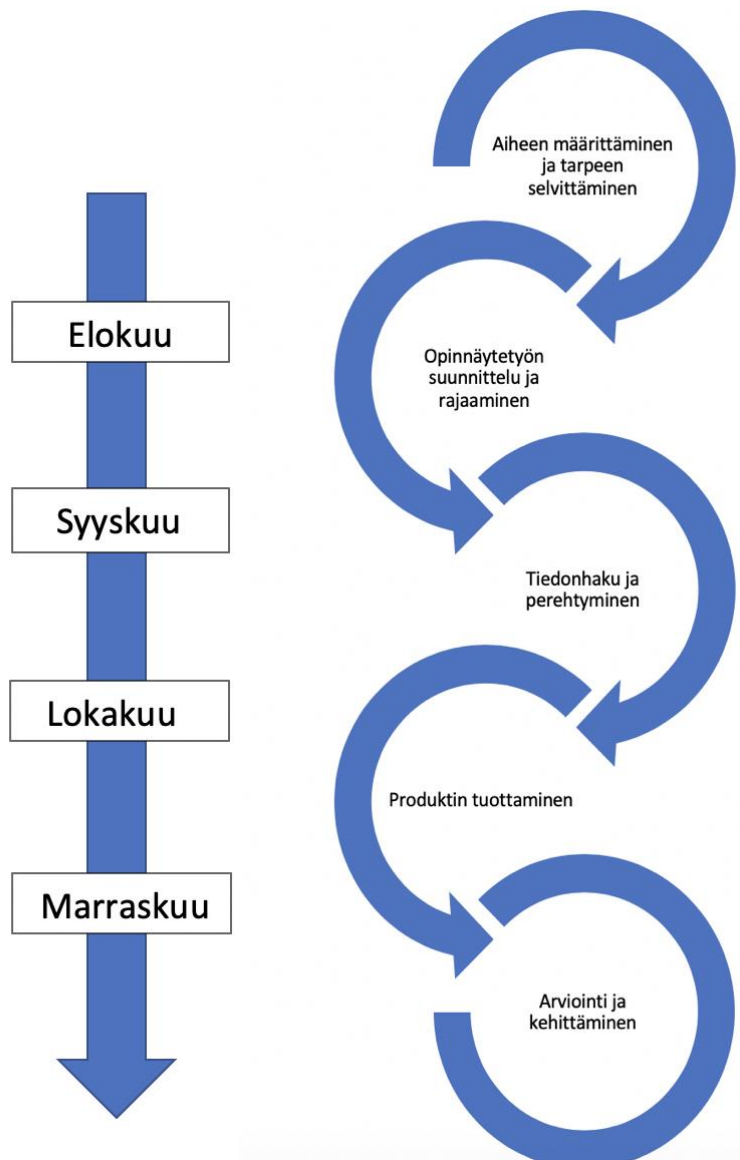 Aiheen määrittäminen
ja tarpeen
selvittäminen
Elokuu
Opinnäytetyön
suunnittelu ja
rajaaminen
Syyskuu
Tiedonhaku ja
perehtyminen
Lokakuu
Produktin tuottaminen
Marraskuu
Arviointi ja
kehittäminen